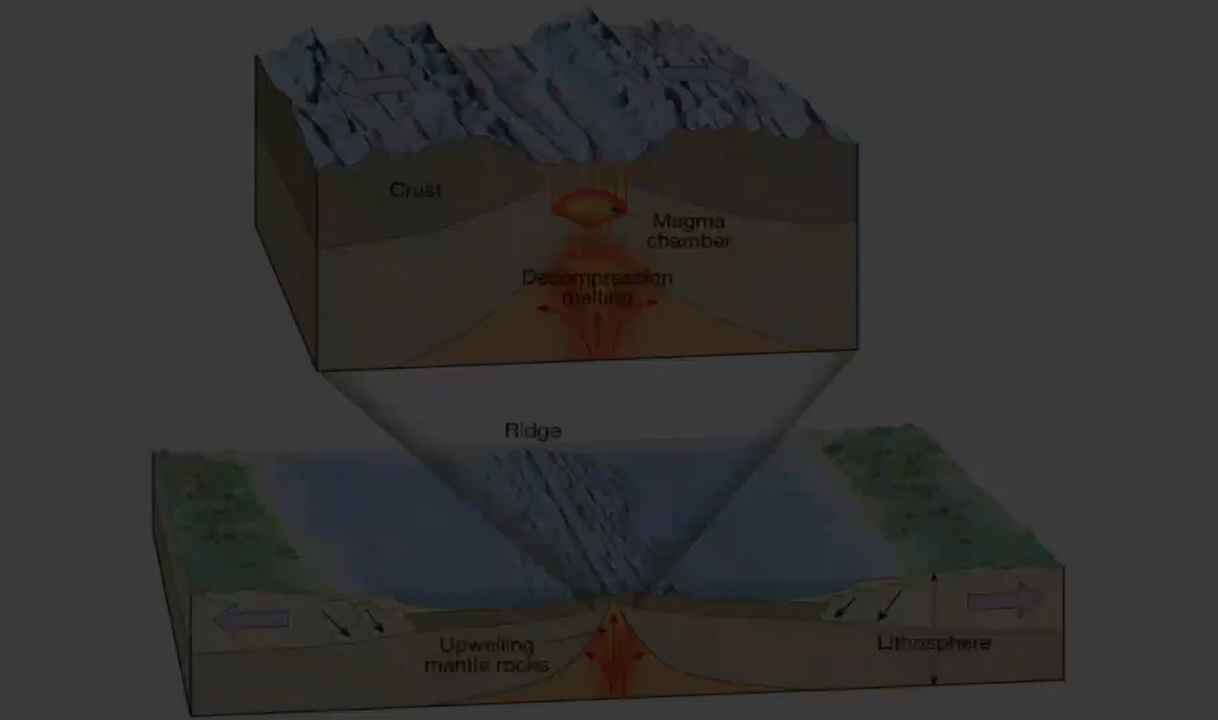 Crust
Magma
chamber
Decompression
melting
Ridge
Upwelling
mantle rocks
Lithosphere